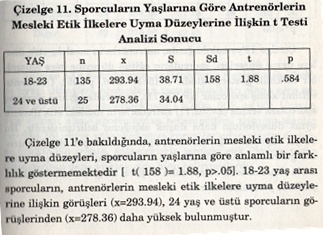 Çizelge 11. Sporcuların Yaşlarına Göre Antrenörlerin
Mesleki Etik İlkelere Uyma Düzeylerine İlişkin t Testi
Analizi Sonucu
YAŞ n x S Sd t p
18-23 135 293.94 38.71 158 1.88 .584
24 ve üstü 25 278.36 34.04
Çizelge 11'e bakıldığında, antrenörlerin mesleki etik ilkele-
re uyma düzeyleri, sporcuların yaşlarına göre anlamlı bir fark-
lılık göstermemektedir [ t( 158 )= 1.88, p>.05]. 18-23 yaş arası
sporcuların, antrenörlerin mesleki etik ilkelere uyma düzeyle-
rine ilişkin görüşleri (x=293.94), 24 yaş ve üstü sporcuların gö-
rüşlerinden (x=278.36) daha yüksek bulunmuştur.